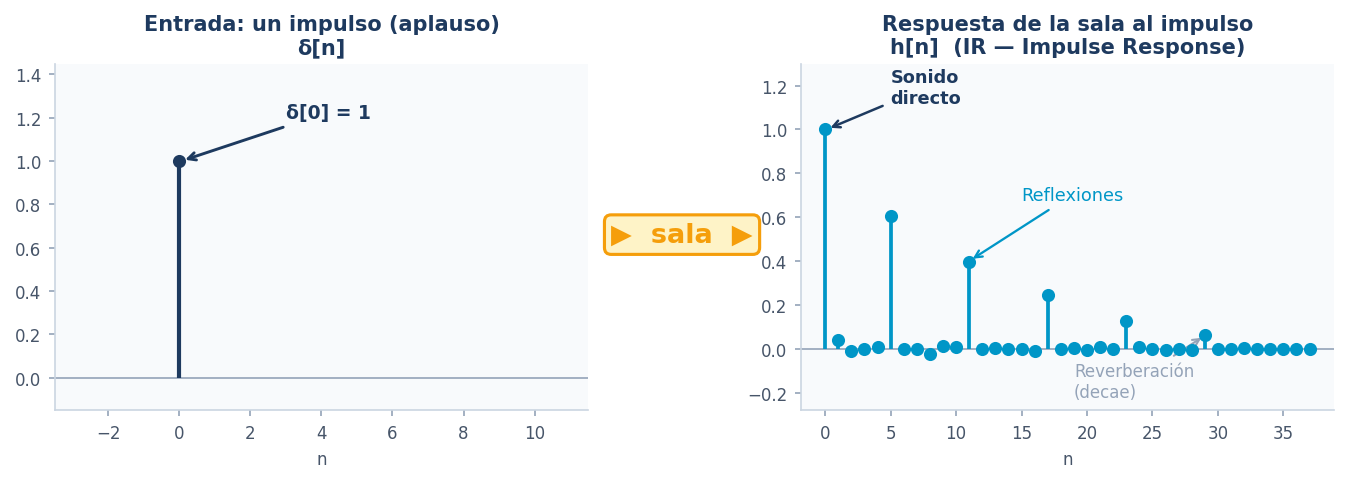 Entrada: un impulso (aplauso)
δ[n]
1.4
1.2
1.0
0.8
0.6
0.4
0.2
0.0
δ[0] = 1
−2 0 2 4 6 8 10
n
▶ sala ▶
Respuesta de la sala al impulso
h[n] (IR — Impulse Response)
1.2
1.0
0.8
0.6
0.4
0.2
0.0
−0.2
Sonido
directo
Reflexiones
Reverberación
(decae)
0 5 10 15 20 25 30 35
n